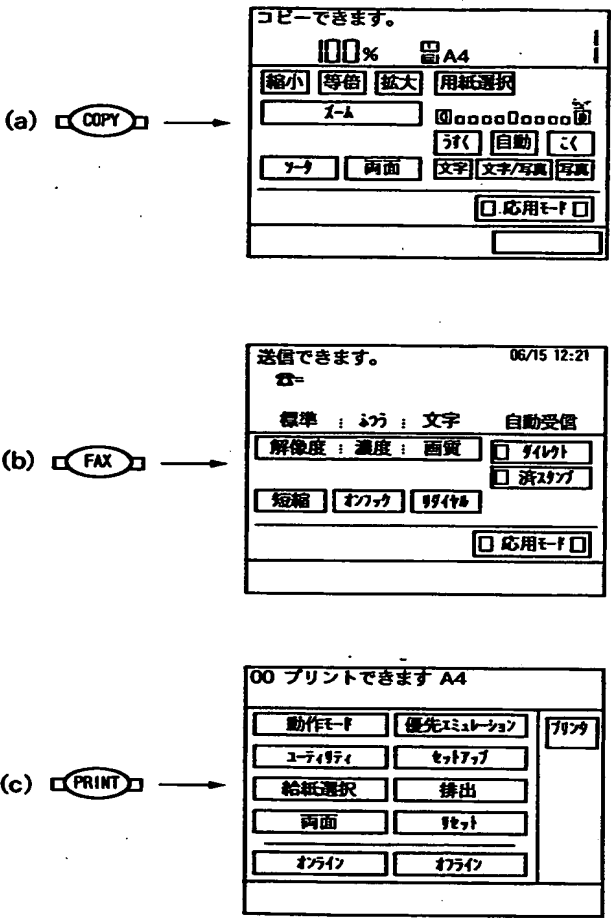 (a) COPY
コピーできます。
100% A4 1
縮小 等倍 拡大 用紙選択
ズーム
うすく 自動 こく
ソータ 両面 文字 文字/写真 写真
応用モード
(b) FAX
送信できます。 06/15 12:21
☎=
標準 : ふつう : 文字 自動受信
解像度 : 濃度 : 画質 ダイレクト
済スタンプ
短縮 オンフック リダイヤル
応用モード
(c) PRINT
00 プリントできます A4
動作モード 優先エミュレーション プリンタ
ユーティリティ セットアップ
給紙選択 排出
両面 リセット
オンライン オフライン